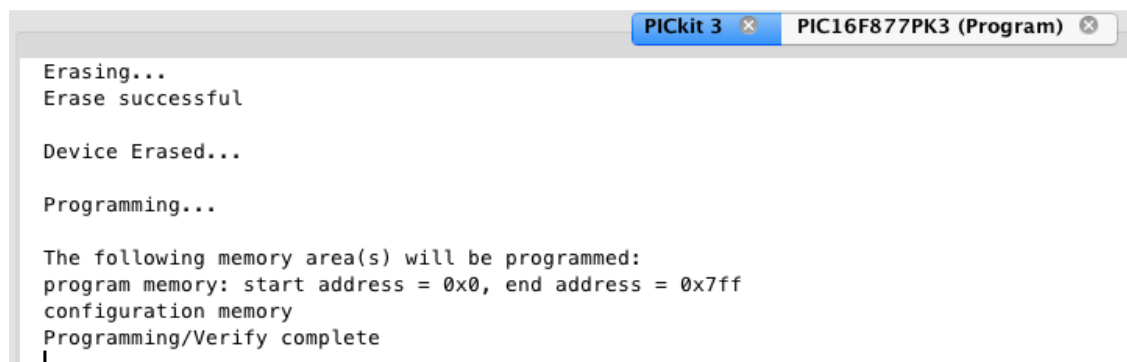 PICkit 3 PIC16F877PK3 (Program)
Erasing...
Erase successful
Device Erased...
Programming...
The following memory area(s) will be programmed:
program memory: start address = 0x0, end address = 0x7ff
configuration memory
Programming/Verify complete